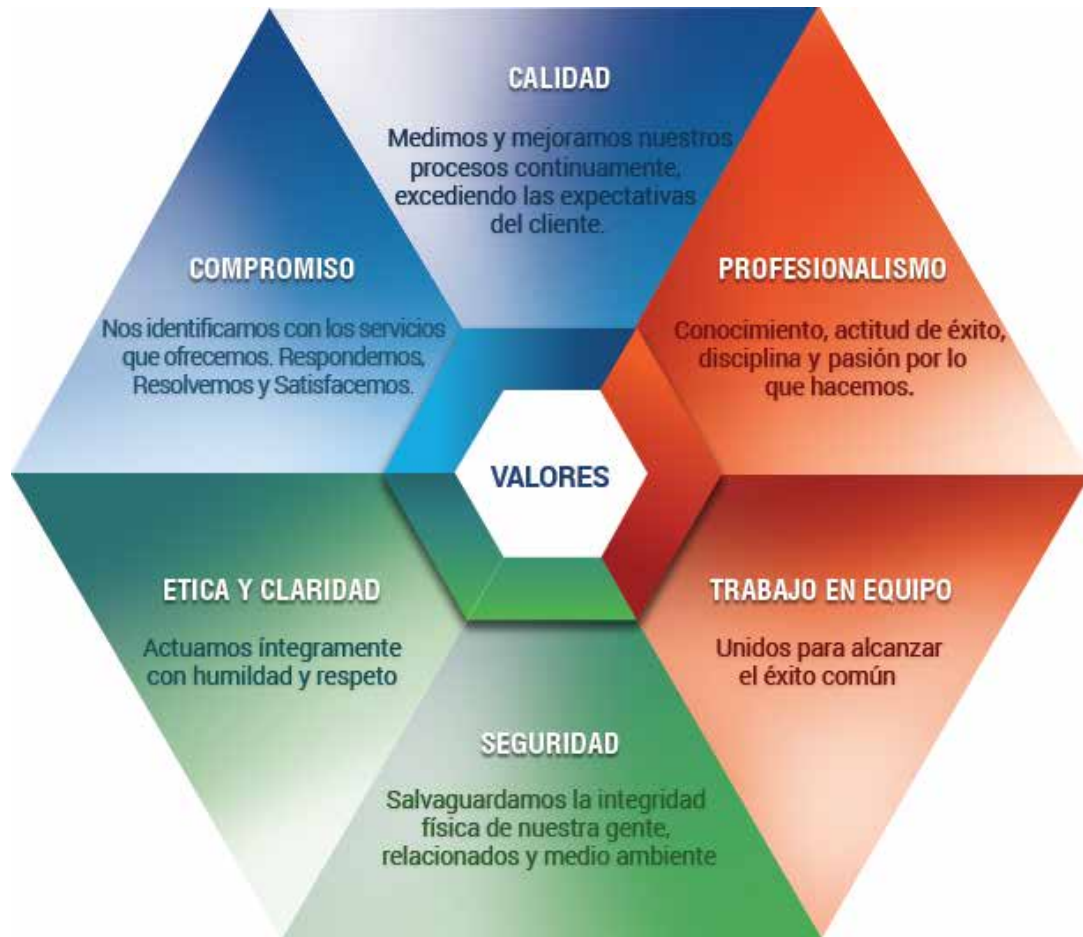 CALIDAD
Medimos y mejoramos nuestros
procesos continuamente,
excediendo las expectativas
del cliente.
COMPROMISO
Nos identificamos con los servicios
que ofrecemos. Respondemos,
Resolvemos y Satisfacemos.
PROFESIONALISMO
Conocimiento, actitud de éxito,
disciplina y pasión por lo
que hacemos.
VALORES
ETICA Y CLARIDAD
Actuamos íntegramente
con humildad y respeto
TRABAJO EN EQUIPO
Unidos para alcanzar
el éxito común
SEGURIDAD
Salvaguardamos la integridad
física de nuestra gente,
relacionados y medio ambiente